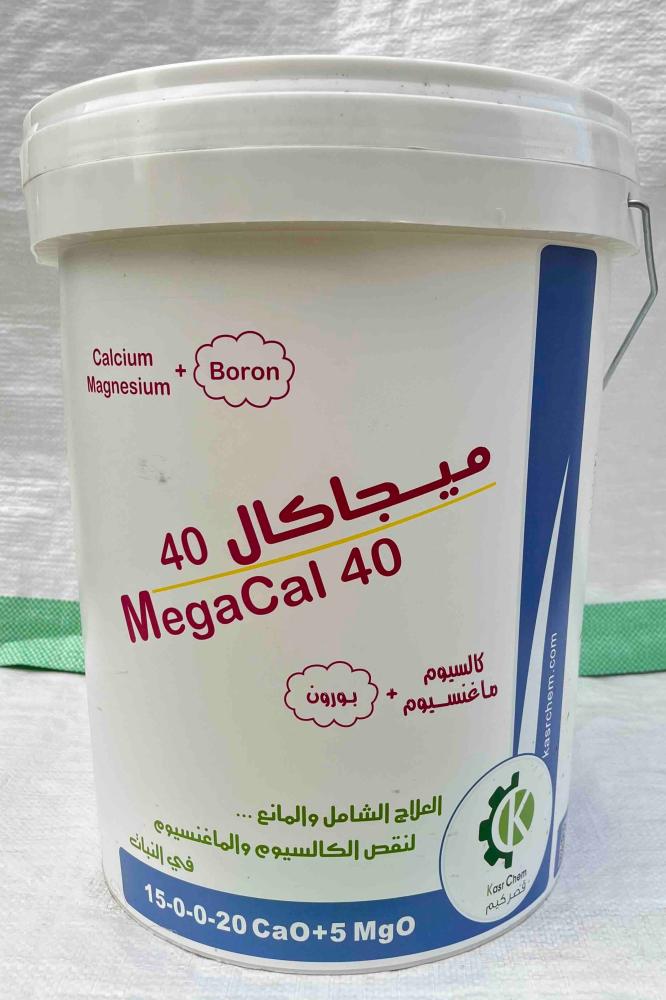 Calcium
Magnesium + Boron
ميجاكال 40
MegaCal 40
كالسيوم
ماغنسيوم + بورون
العلاج الشامل والمانع ...
لنقص الكالسيوم والماغنسيوم
في النبات
15-0-0-20 CaO+5 MgO
kasrchem.com
K
Kasr Chem
قصر كيم